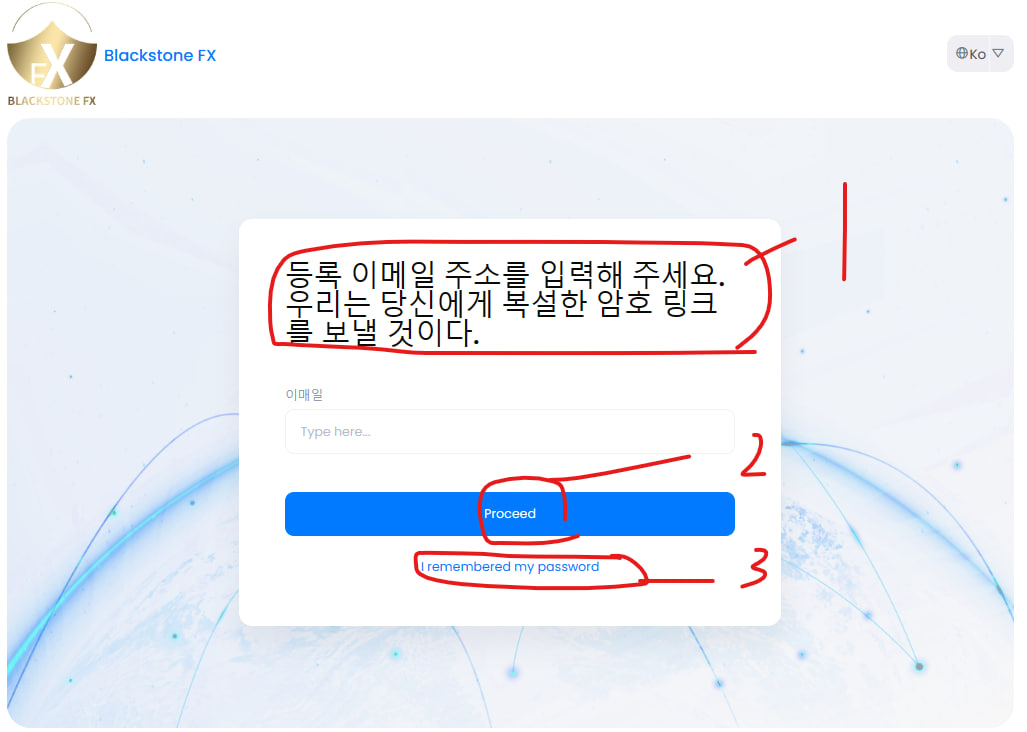 FX
BLACKSTONE FX
Blackstone FX
Ko
1
등록 이메일 주소를 입력해 주세요.
우리는 당신에게 복설한 암호 링크
를 보낼 것이다.
이메일
Type here...
2
Proceed
I remembered my password
3